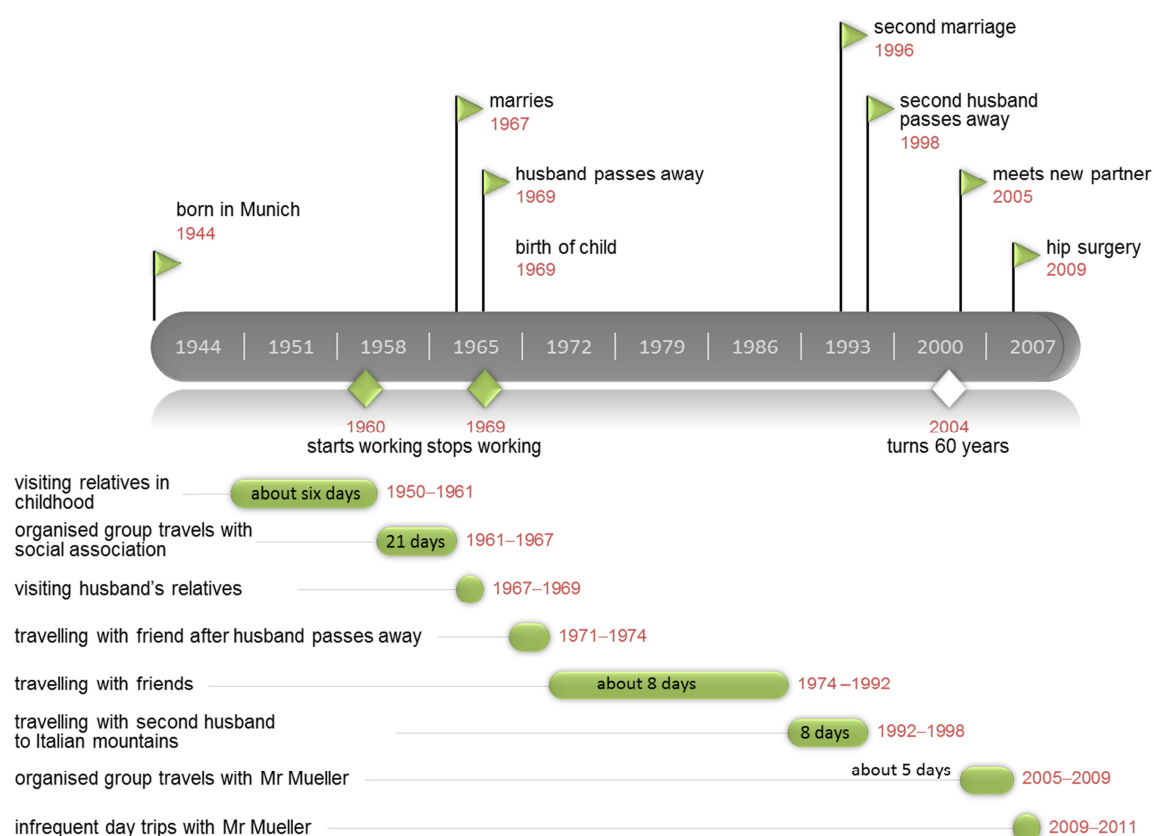 second marriage
1996
marries
1967
second husband
passes away
1998
husband passes away
1969
meets new partner
2005
born in Munich
1944
birth of child
1969
hip surgery
2009
1944 1951 1958 1965 1972 1979 1986 1993 2000 2007
1960 1969 2004
starts working stops working turns 60 years
visiting relatives in
childhood
about six days 1950–1961
organised group travels with
social association
21 days 1961–1967
visiting husband's relatives 1967–1969
travelling with friend after husband passes away 1971–1974
travelling with friends about 8 days 1974–1992
travelling with second husband
to Italian mountains
8 days 1992–1998
organised group travels with Mr Mueller about 5 days 2005–2009
infrequent day trips with Mr Mueller 2009–2011